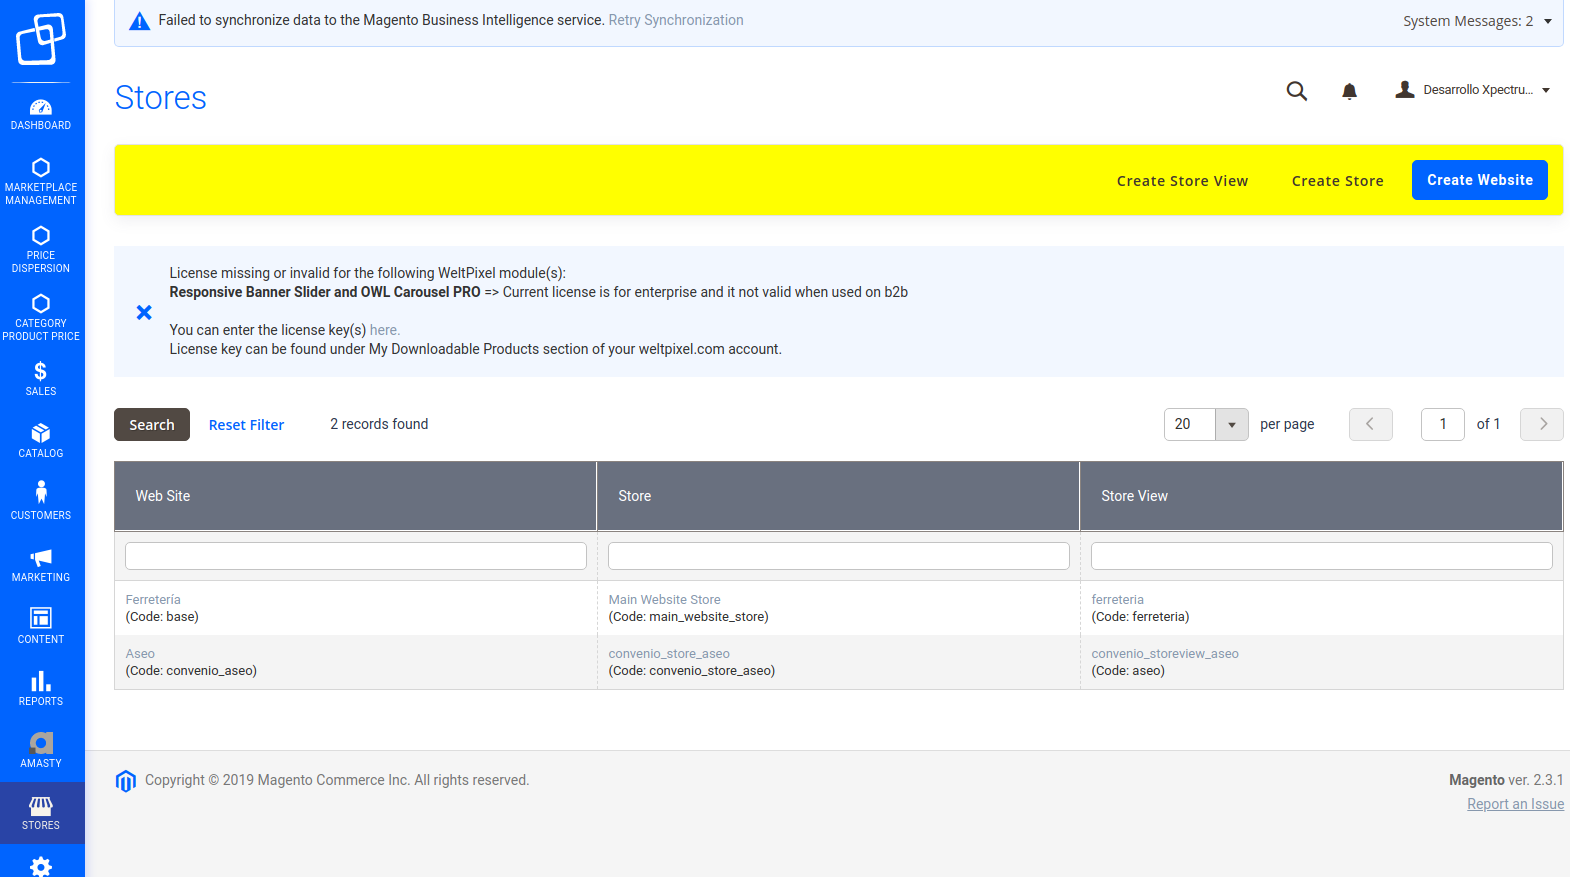 Failed to synchronize data to the Magento Business Intelligence service. Retry Synchronization
System Messages: 2
Stores
Desarrollo Xpectru...
DASHBOARD
MARKETPLACE
MANAGEMENT
PRICE
DISPERSION
CATEGORY
PRODUCT PRICE
SALES
CATALOG
CUSTOMERS
MARKETING
CONTENT
REPORTS
AMASTY
STORES
Create Store View
Create Store
Create Website
License missing or invalid for the following WeltPixel module(s):
Responsive Banner Slider and OWL Carousel PRO => Current license is for enterprise and it not valid when used on b2b
You can enter the license key(s) here.
License key can be found under My Downloadable Products section of your weltpixel.com account.
Search
Reset Filter
2 records found
20
per page
1
of 1
Web Site
Store
Store View
Ferretería
(Code: base)
Main Website Store
(Code: main_website_store)
ferreteria
(Code: ferreteria)
Aseo
(Code: convenio_aseo)
convenio_store_aseo
(Code: convenio_store_aseo)
convenio_storeview_aseo
(Code: aseo)
Copyright © 2019 Magento Commerce Inc. All rights reserved.
Magento ver. 2.3.1
Report an Issue